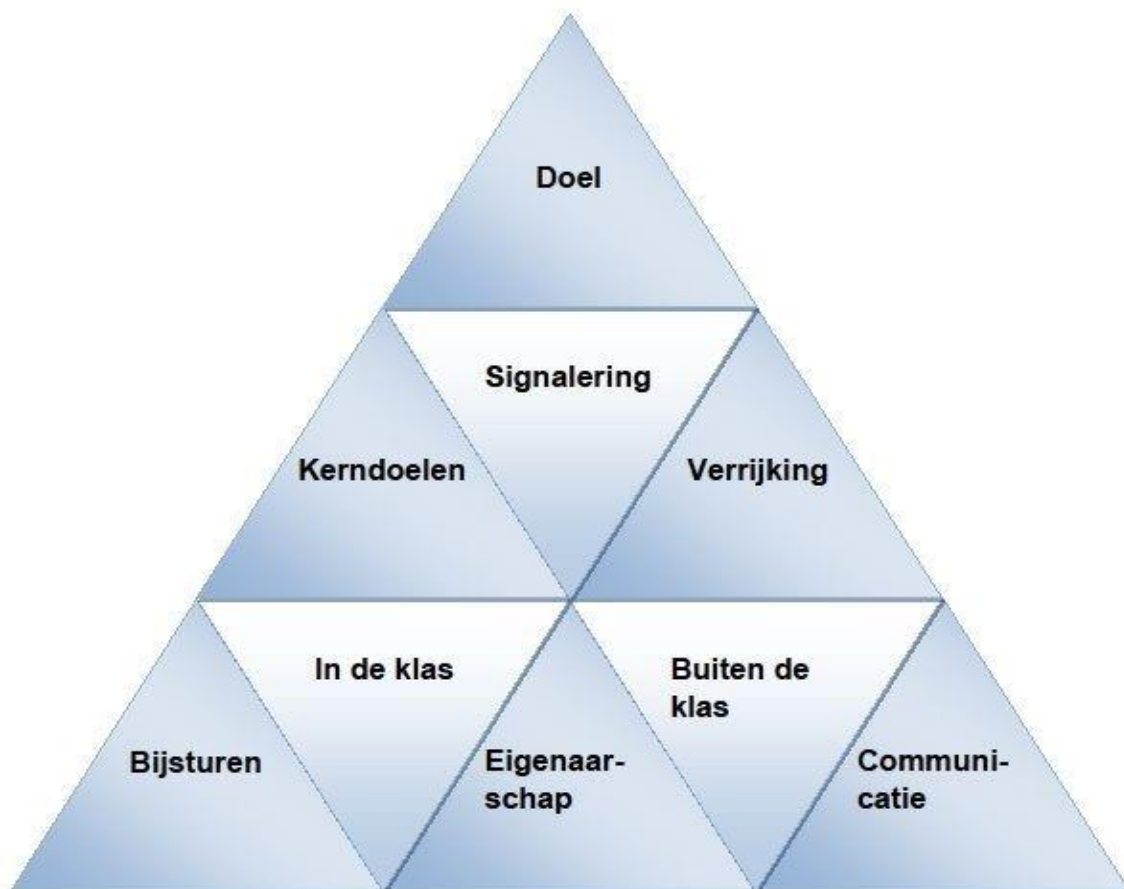 Doel
Signalering
Kerndoelen
Verrijking
In de klas
Buiten de
klas
Bijsturen
Eigenaar-
schap
Communi-
catie